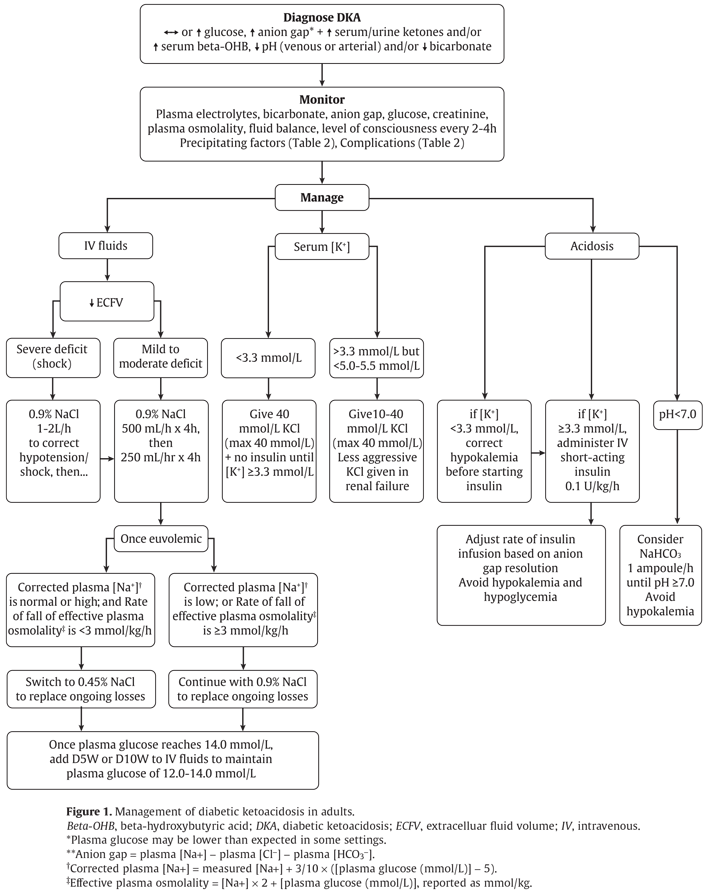 Diagnose DKA
↔ or ↑ glucose, ↑ anion gap* + ↑ serum/urine ketones and/or
↑ serum beta-OHB, ↓ pH (venous or arterial) and/or ↓ bicarbonate
Monitor
Plasma electrolytes, bicarbonate, anion gap, glucose, creatinine,
plasma osmolality, fluid balance, level of consciousness every 2-4h
Precipitating factors (Table 2), Complications (Table 2)
Manage
IV fluids
↓ ECFV
Severe deficit
(shock)
Mild to
moderate deficit
0.9% NaCl
1-2L/h
to correct
hypotension/
shock, then...
0.9% NaCl
500 mL/h x 4h,
then
250 mL/hr x 4h
Once euvolemic
Corrected plasma [Na⁺]†
is normal or high; and Rate
of fall of effective plasma
osmolality‡ is <3 mmol/kg/h
Corrected plasma [Na⁺]†
is low; or Rate of fall of
effective plasma osmolality‡
is ≥3 mmol/kg/h
Switch to 0.45% NaCl
to replace ongoing losses
Continue with 0.9% NaCl
to replace ongoing losses
Once plasma glucose reaches 14.0 mmol/L,
add D5W or D10W to IV fluids to maintain
plasma glucose of 12.0-14.0 mmol/L
Serum [K⁺]
<3.3 mmol/L
>3.3 mmol/L but
<5.0-5.5 mmol/L
Give 40
mmol/L KCl
(max 40 mmol/L)
+ no insulin until
[K⁺] ≥3.3 mmol/L
Give10-40
mmol/L KCl
(max 40 mmol/L)
Less aggressive
KCl given in
renal failure
Acidosis
if [K⁺]
<3.3 mmol/L,
correct
hypokalemia
before starting
insulin
if [K⁺]
≥3.3 mmol/L,
administer IV
short-acting
insulin
0.1 U/kg/h
pH<7.0
Adjust rate of insulin
infusion based on anion
gap resolution
Avoid hypokalemia and
hypoglycemia
Consider
NaHCO₃
1 ampoule/h
until pH ≥7.0
Avoid
hypokalemia
Figure 1. Management of diabetic ketoacidosis in adults.
Beta-OHB, beta-hydroxybutyric acid; DKA, diabetic ketoacidosis; ECFV, extracelluar fluid volume; IV, intravenous.
*Plasma glucose may be lower than expected in some settings.
**Anion gap = plasma [Na+] – plasma [Cl⁻] – plasma [HCO₃⁻].
†Corrected plasma [Na+] = measured [Na+] + 3/10 × ([plasma glucose (mmol/L)] – 5).
‡Effective plasma osmolality = [Na+] × 2 + [plasma glucose (mmol/L)], reported as mmol/kg.